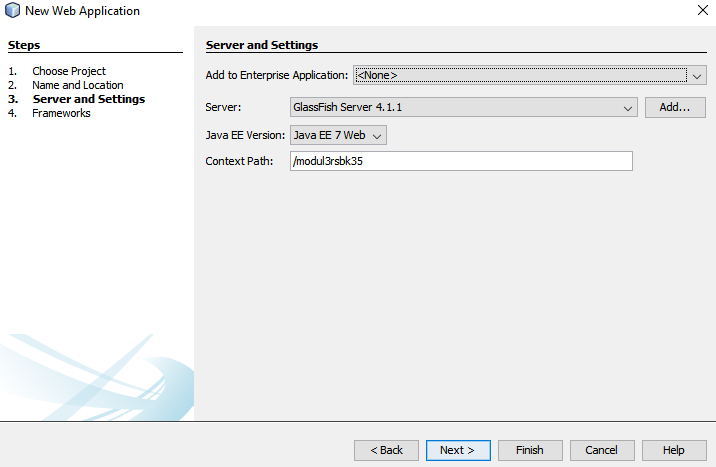 New Web Application
Steps
1. Choose Project
2. Name and Location
3. Server and Settings
4. Frameworks
Server and Settings
Add to Enterprise Application: <None>
Server: GlassFish Server 4.1.1 Add...
Java EE Version: Java EE 7 Web
Context Path: /modul3rsbk35
< Back Next > Finish Cancel Help